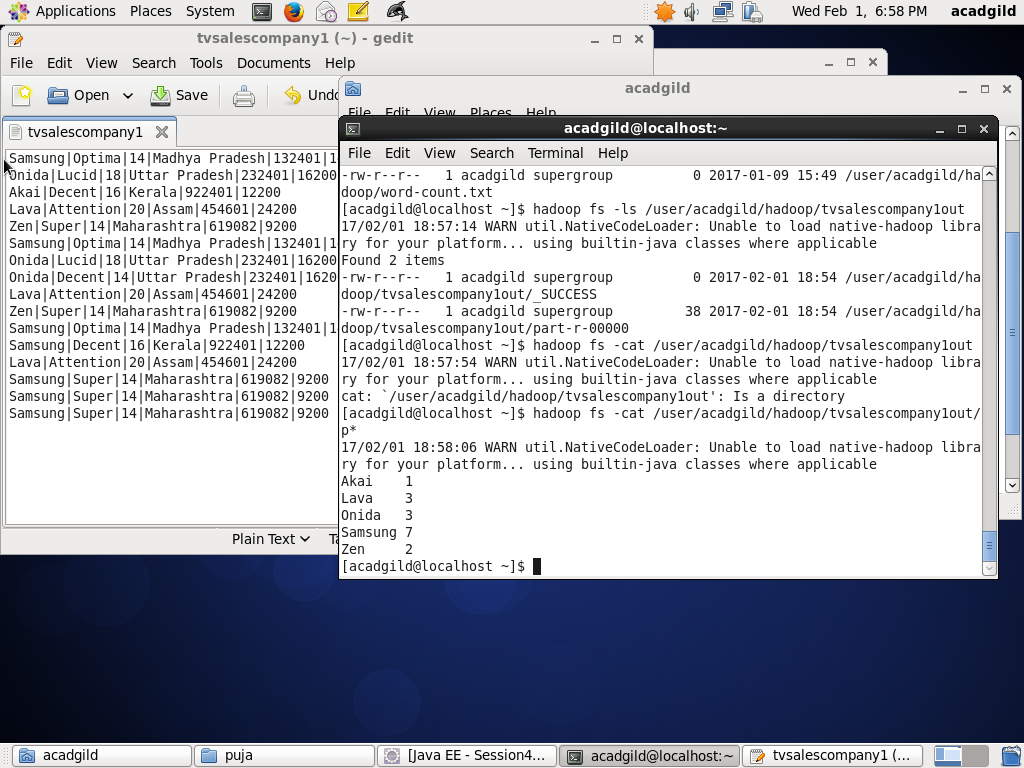 Applications Places System
Wed Feb 1, 6:58 PM acadgild
tvsalescompany1 (~) - gedit
File Edit View Search Tools Documents Help
Open Save Undo
tvsalescompany1
Samsung|Optima|14|Madhya Pradesh|132401|1
Onida|Lucid|18|Uttar Pradesh|232401|16200
Akai|Decent|16|Kerala|922401|12200
Lava|Attention|20|Assam|454601|24200
Zen|Super|14|Maharashtra|619082|9200
Samsung|Optima|14|Madhya Pradesh|132401|1
Onida|Lucid|18|Uttar Pradesh|232401|16200
Onida|Decent|14|Uttar Pradesh|232401|1620
Lava|Attention|20|Assam|454601|24200
Zen|Super|14|Maharashtra|619082|9200
Samsung|Optima|14|Madhya Pradesh|132401|1
Samsung|Decent|16|Kerala|922401|12200
Lava|Attention|20|Assam|454601|24200
Samsung|Super|14|Maharashtra|619082|9200
Samsung|Super|14|Maharashtra|619082|9200
Samsung|Super|14|Maharashtra|619082|9200
Plain Text
acadgild
File Edit View Places Help
acadgild@localhost:~
File Edit View Search Terminal Help
-rw-r--r--   1 acadgild supergroup          0 2017-01-09 15:49 /user/acadgild/ha
doop/word-count.txt
[acadgild@localhost ~]$ hadoop fs -ls /user/acadgild/hadoop/tvsalescompany1out
17/02/01 18:57:14 WARN util.NativeCodeLoader: Unable to load native-hadoop libra
ry for your platform... using builtin-java classes where applicable
Found 2 items
-rw-r--r--   1 acadgild supergroup          0 2017-02-01 18:54 /user/acadgild/ha
doop/tvsalescompany1out/_SUCCESS
-rw-r--r--   1 acadgild supergroup         38 2017-02-01 18:54 /user/acadgild/ha
doop/tvsalescompany1out/part-r-00000
[acadgild@localhost ~]$ hadoop fs -cat /user/acadgild/hadoop/tvsalescompany1out
17/02/01 18:57:54 WARN util.NativeCodeLoader: Unable to load native-hadoop libra
ry for your platform... using builtin-java classes where applicable
cat: `/user/acadgild/hadoop/tvsalescompany1out': Is a directory
[acadgild@localhost ~]$ hadoop fs -cat /user/acadgild/hadoop/tvsalescompany1out/
p*
17/02/01 18:58:06 WARN util.NativeCodeLoader: Unable to load native-hadoop libra
ry for your platform... using builtin-java classes where applicable
Akai    1
Lava    3
Onida   3
Samsung 7
Zen     2
[acadgild@localhost ~]$
acadgild
puja
[Java EE - Session4...
acadgild@localhost:~
tvsalescompany1 (...